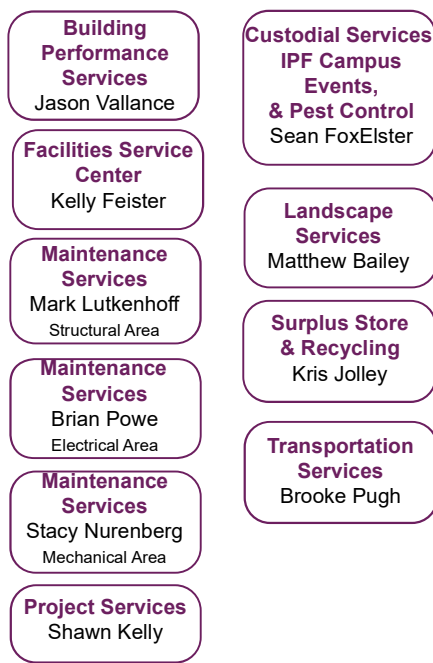 Building
Performance
Services
Jason Vallance
Facilities Service
Center
Kelly Feister
Maintenance
Services
Mark Lutkenhoff
Structural Area
Maintenance
Services
Brian Powe
Electrical Area
Maintenance
Services
Stacy Nurenberg
Mechanical Area
Project Services
Shawn Kelly
Custodial Services
IPF Campus
Events,
& Pest Control
Sean FoxElster
Landscape
Services
Matthew Bailey
Surplus Store
& Recycling
Kris Jolley
Transportation
Services
Brooke Pugh